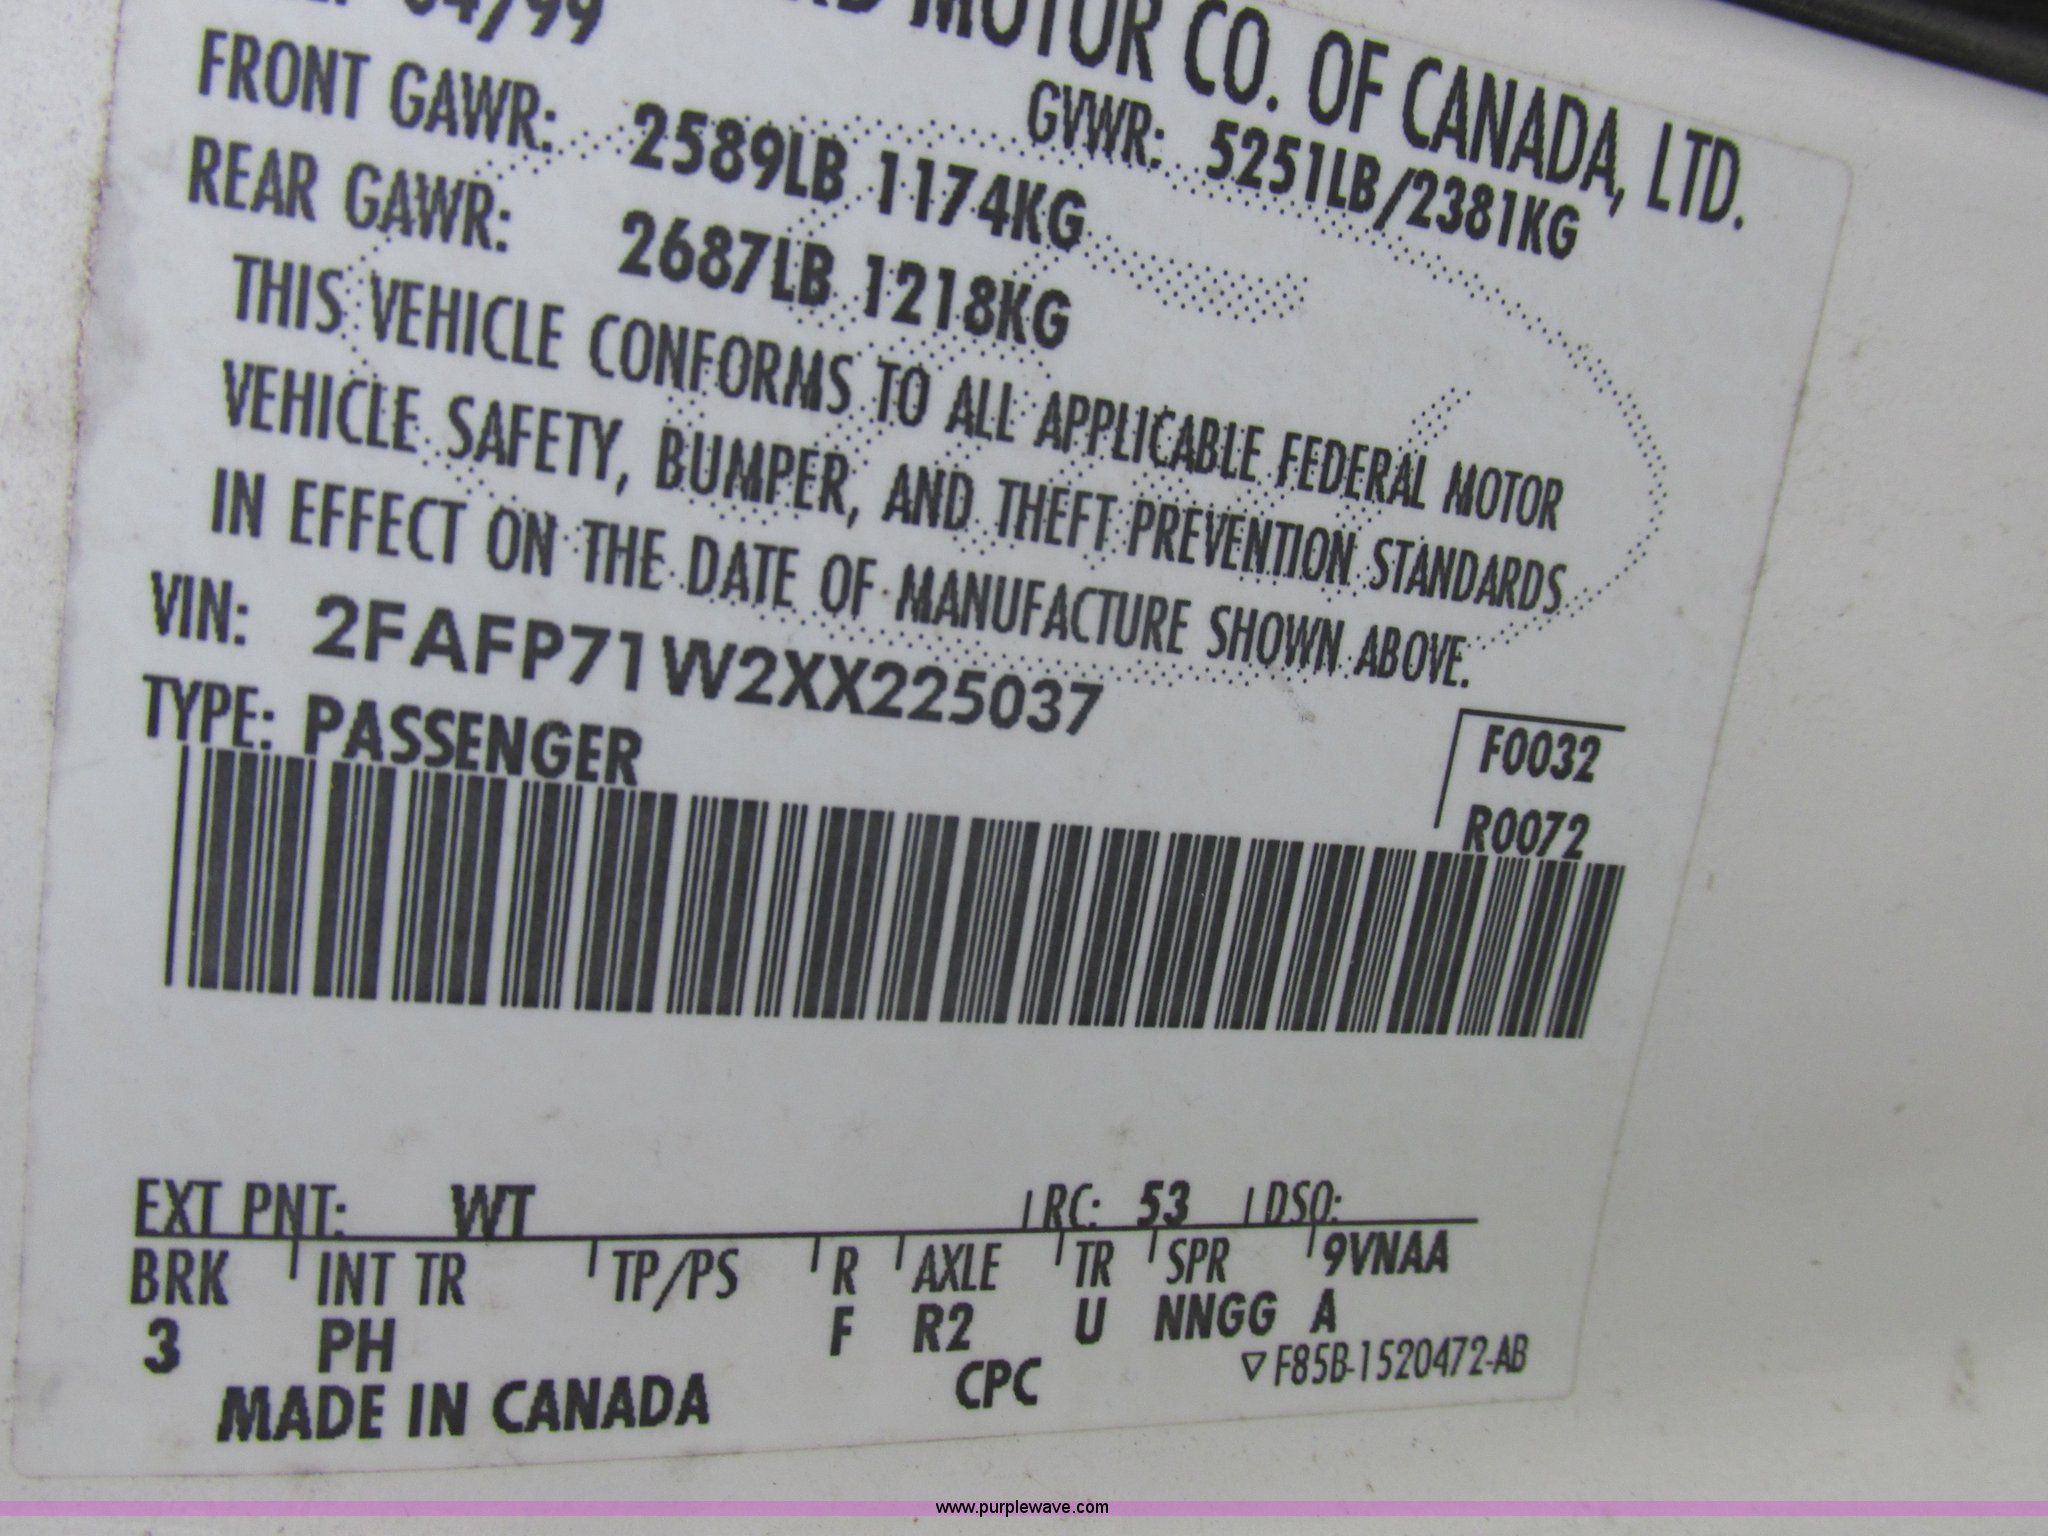 04/99
MOTOR CO. OF CANADA, LTD.
FRONT GAWR: 2589LB 1174KG GVWR: 5251LB/2381KG
REAR GAWR: 2687LB 1218KG
THIS VEHICLE CONFORMS TO ALL APPLICABLE FEDERAL MOTOR
VEHICLE SAFETY, BUMPER, AND THEFT PREVENTION STANDARDS
IN EFFECT ON THE DATE OF MANUFACTURE SHOWN ABOVE.
VIN: 2FAFP71W2XX225037
TYPE: PASSENGER
F0032
R0072
EXT PNT: WT RC: 53 DSO:
BRK INT TR TP/PS R AXLE TR SPR 9VNAA
3 PH F R2 U NNGG A
MADE IN CANADA CPC ▽ F85B-1520472-AB
www.purplewave.com